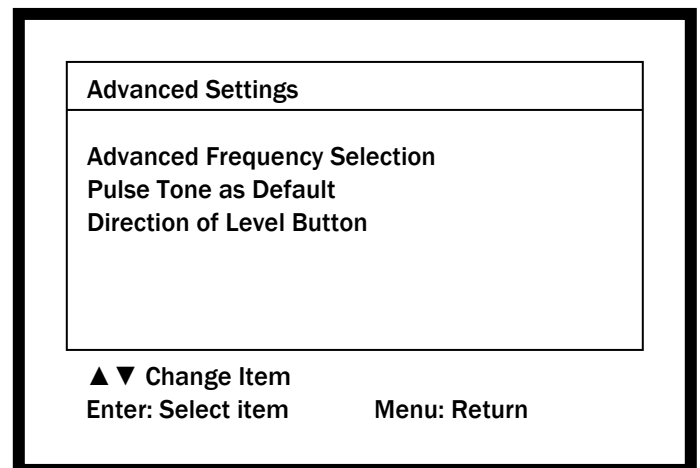 Advanced Settings
Advanced Frequency Selection
Pulse Tone as Default
Direction of Level Button
▲▼ Change Item
Enter: Select item Menu: Return